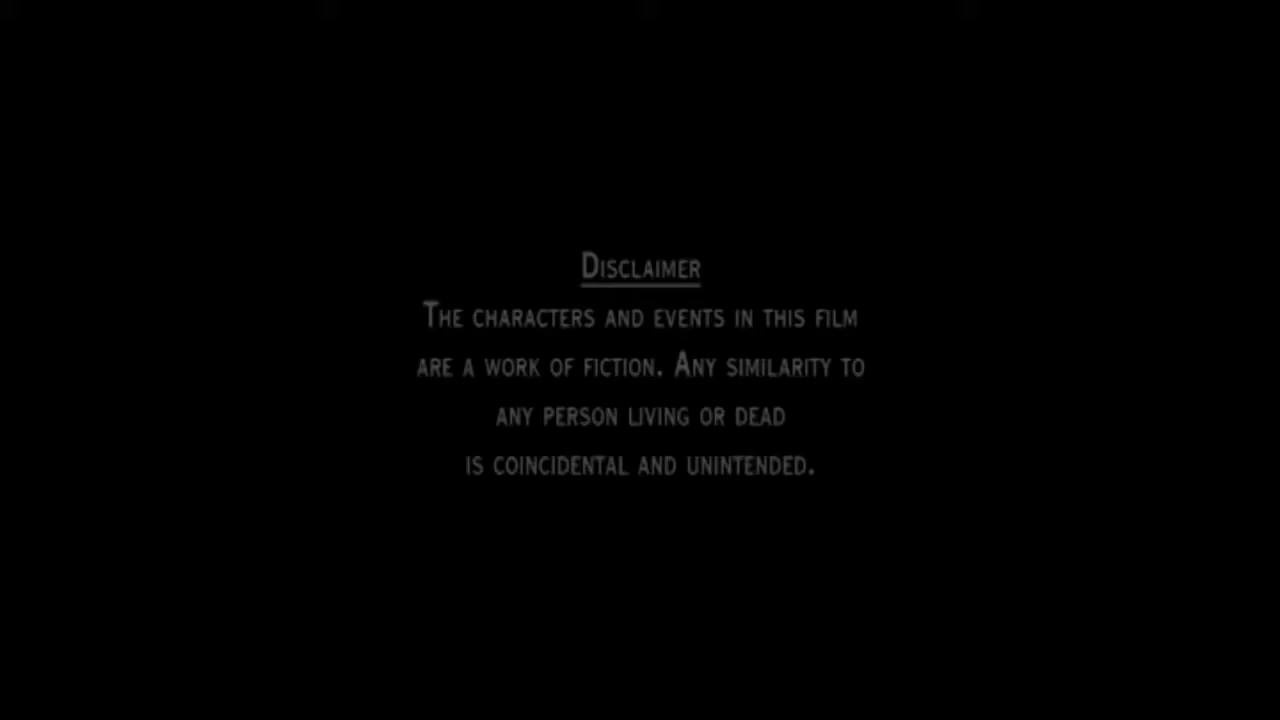 Disclaimer
The characters and events in this film
are a work of fiction. Any similarity to
any person living or dead
is coincidental and unintended.